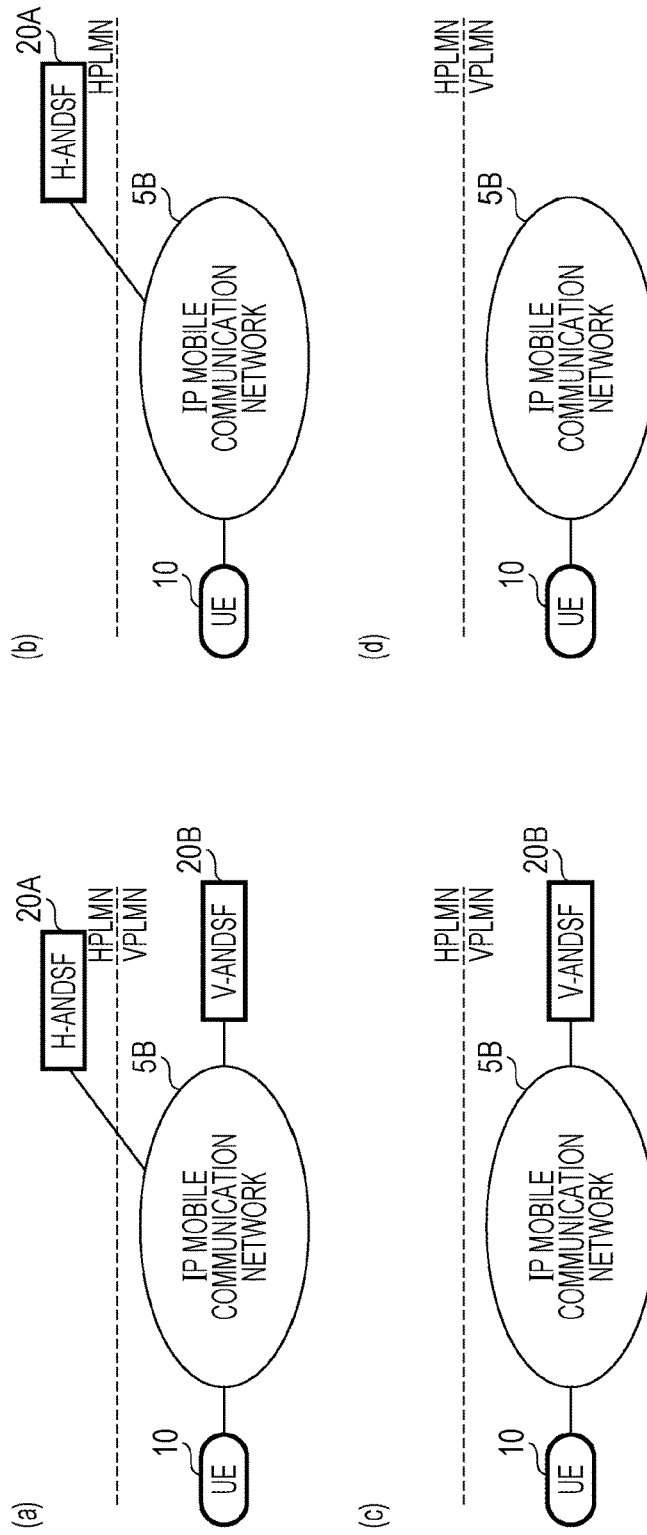 (a)
H-ANDSF
20A
HPLMN
VPLMN
5B
V-ANDSF
20B
10
UE
IP MOBILE
COMMUNICATION
NETWORK
(b)
H-ANDSF
20A
HPLMN
5B
10
UE
IP MOBILE
COMMUNICATION
NETWORK
(c)
HPLMN
VPLMN
5B
V-ANDSF
20B
10
UE
IP MOBILE
COMMUNICATION
NETWORK
(d)
HPLMN
VPLMN
5B
10
UE
IP MOBILE
COMMUNICATION
NETWORK